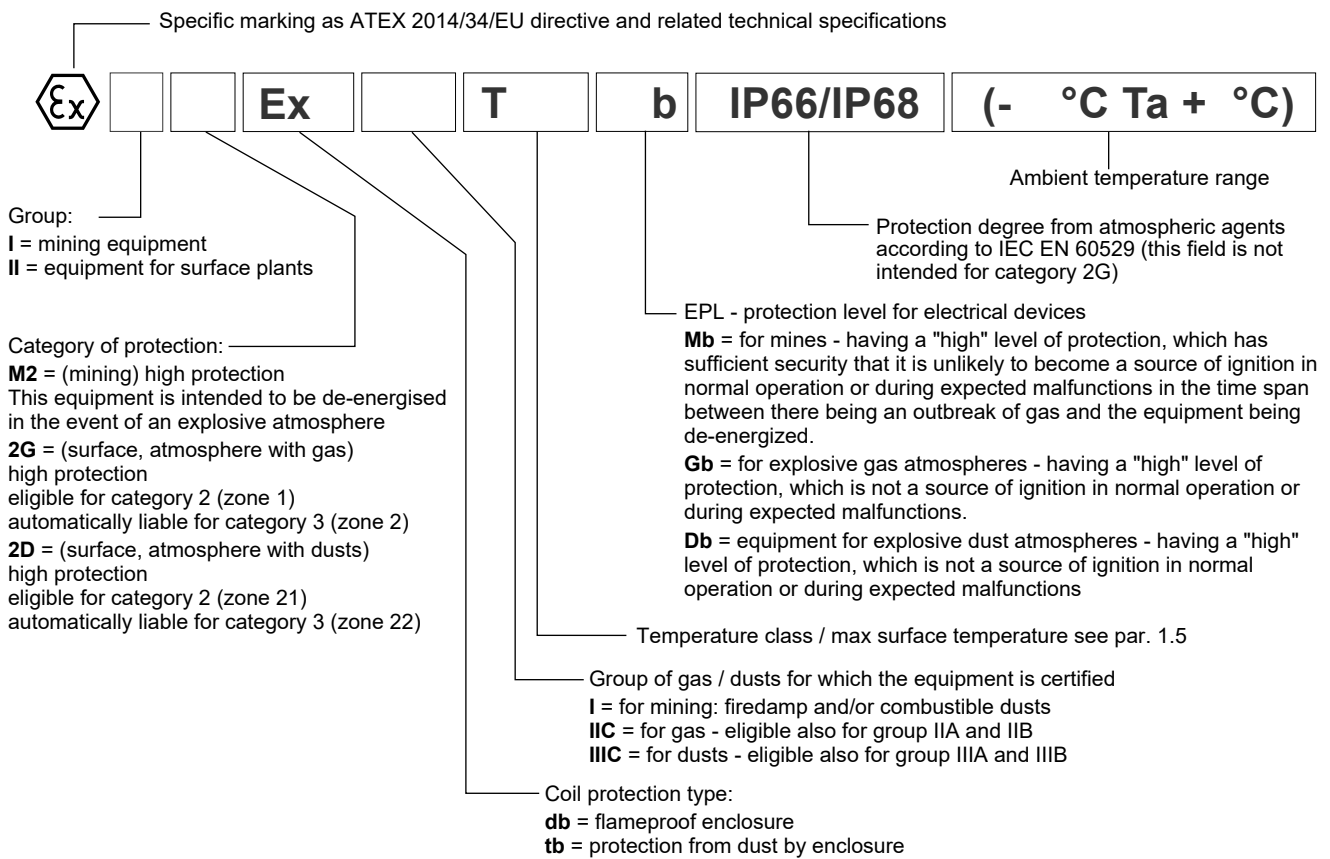 Specific marking as ATEX 2014/34/EU directive and related technical specifications
Ex Ex T b IP66/IP68 (- °C Ta + °C)
Ambient temperature range
Group:
I = mining equipment
II = equipment for surface plants
Protection degree from atmospheric agents
according to IEC EN 60529 (this field is not
intended for category 2G)
EPL - protection level for electrical devices
Mb = for mines - having a "high" level of protection, which has
sufficient security that it is unlikely to become a source of ignition in
normal operation or during expected malfunctions in the time span
between there being an outbreak of gas and the equipment being
de-energized.
Gb = for explosive gas atmospheres - having a "high" level of
protection, which is not a source of ignition in normal operation or
during expected malfunctions.
Db = equipment for explosive dust atmospheres - having a "high"
level of protection, which is not a source of ignition in normal
operation or during expected malfunctions
Category of protection:
M2 = (mining) high protection
This equipment is intended to be de-energised
in the event of an explosive atmosphere
2G = (surface, atmosphere with gas)
high protection
eligible for category 2 (zone 1)
automatically liable for category 3 (zone 2)
2D = (surface, atmosphere with dusts)
high protection
eligible for category 2 (zone 21)
automatically liable for category 3 (zone 22)
Temperature class / max surface temperature see par. 1.5
Group of gas / dusts for which the equipment is certified
I = for mining: firedamp and/or combustible dusts
IIC = for gas - eligible also for group IIA and IIB
IIIC = for dusts - eligible also for group IIIA and IIIB
Coil protection type:
db = flameproof enclosure
tb = protection from dust by enclosure